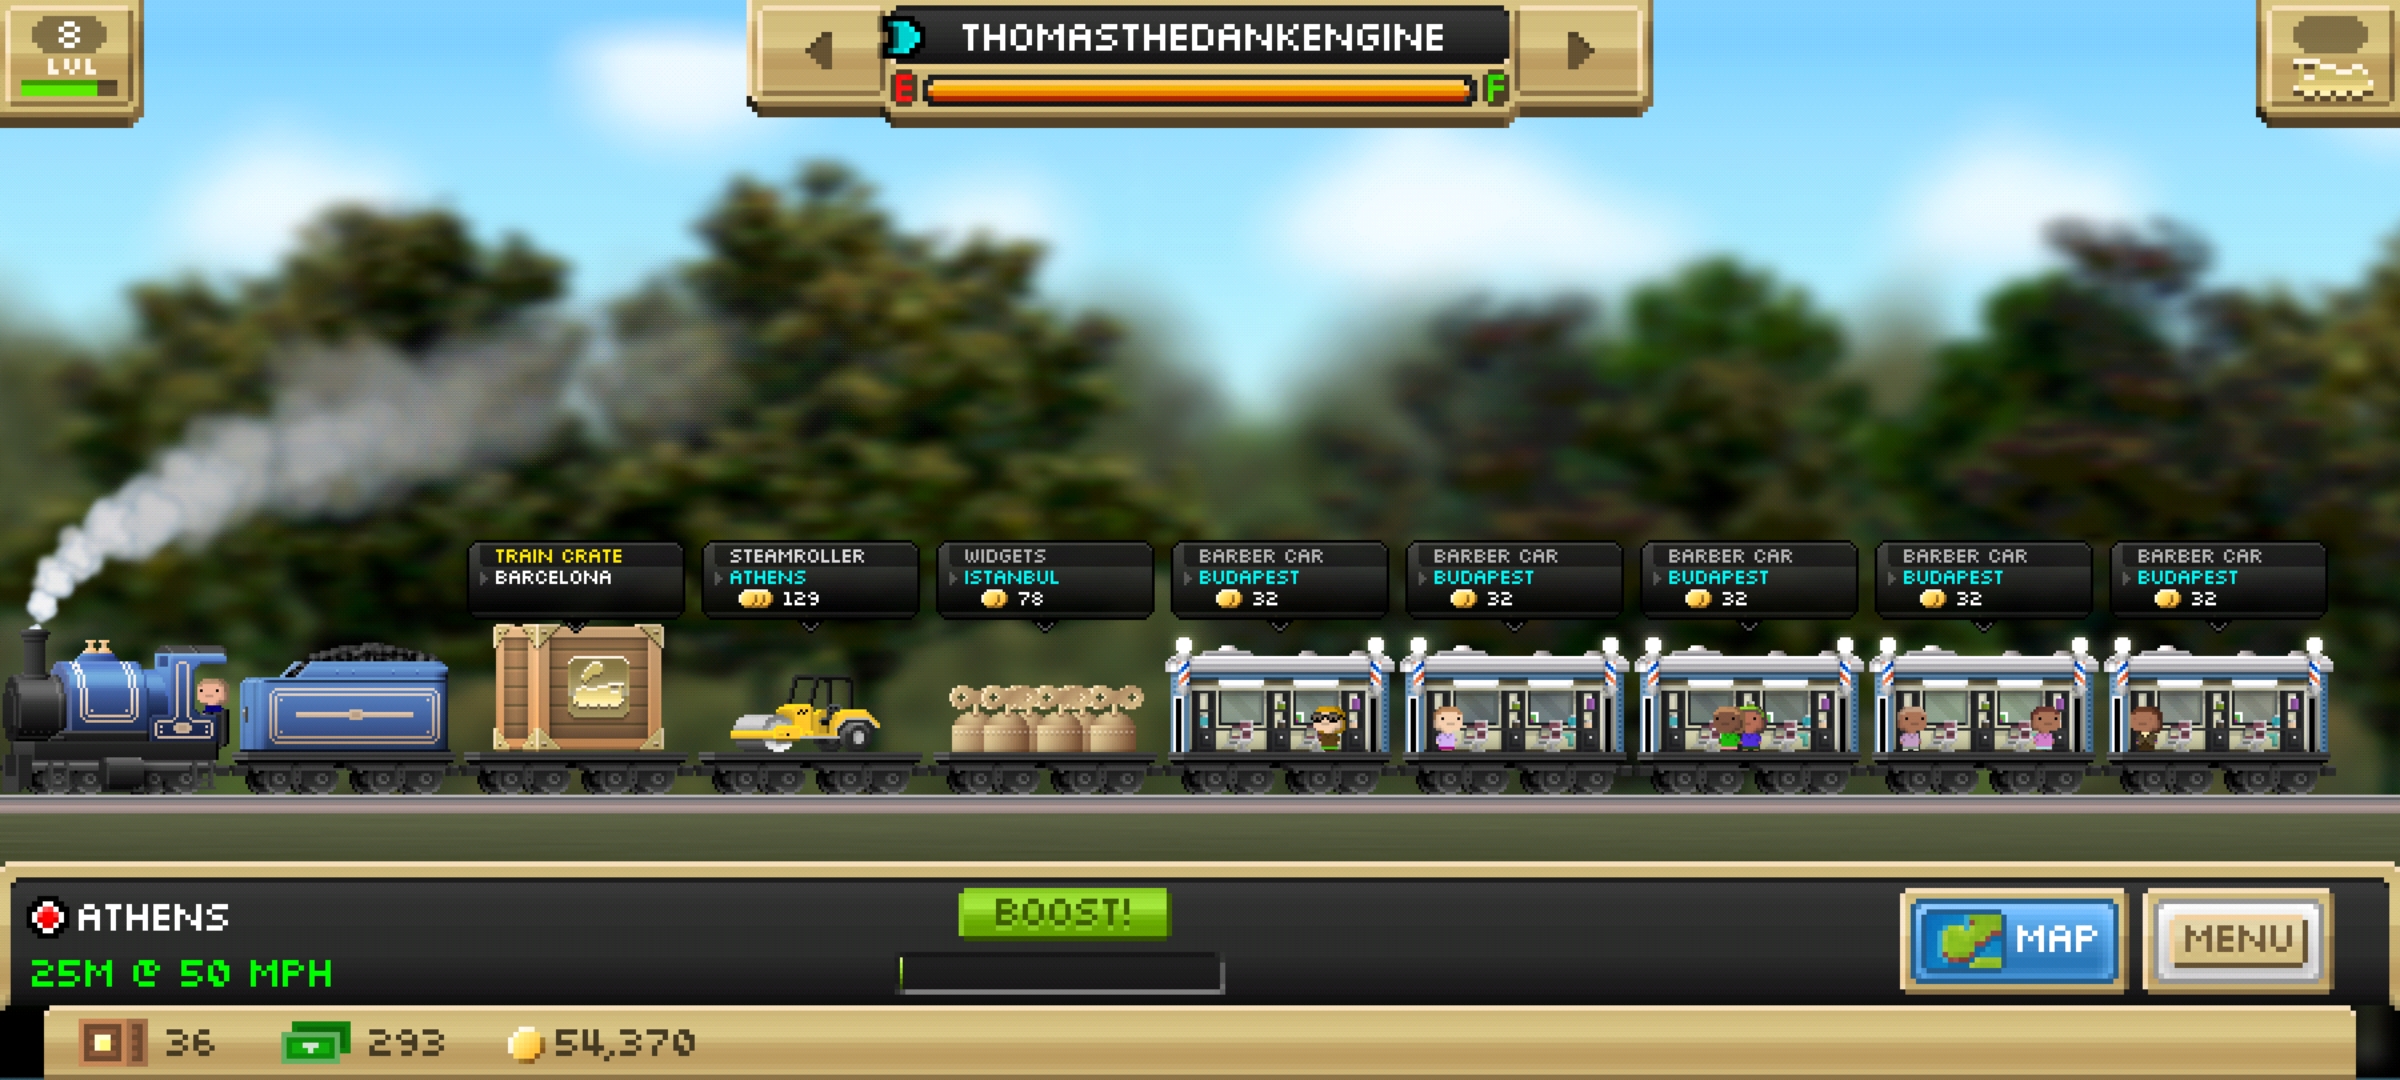 8
LVL
THOMASTHEDANKENGINE
E F
TRAIN CRATE
BARCELONA
STEAMROLLER
ATHENS
129
WIDGETS
ISTANBUL
78
BARBER CAR
BUDAPEST
32
BARBER CAR
BUDAPEST
32
BARBER CAR
BUDAPEST
32
BARBER CAR
BUDAPEST
32
BARBER CAR
BUDAPEST
32
ATHENS
25M @ 50 MPH
BOOST!
MAP
MENU
36
293
54,370